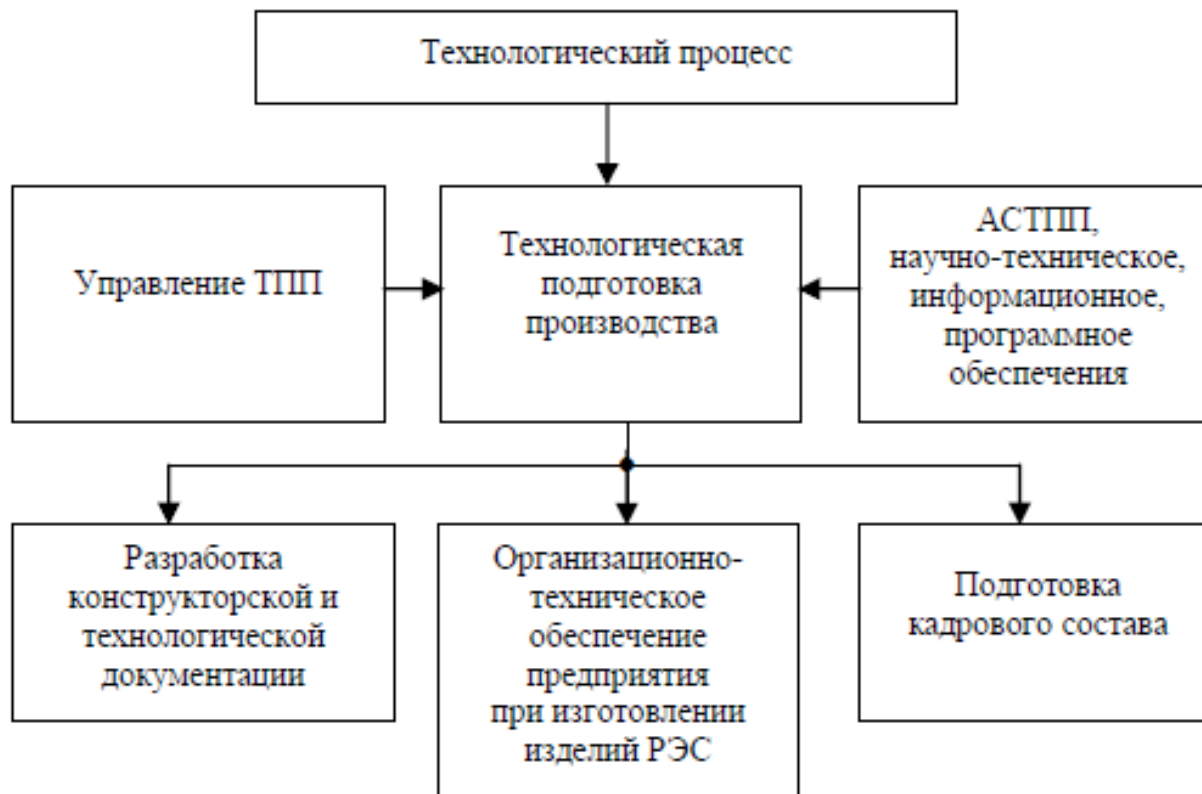 Технологический процесс
Управление ТПП
Технологическая
подготовка
производства
АСТПП,
научно-техническое,
информационное,
программное
обеспечения
Разработка
конструкторской и
технологической
документации
Организационно-
техническое
обеспечение
предприятия
при изготовлении
изделий РЭС
Подготовка
кадрового состава